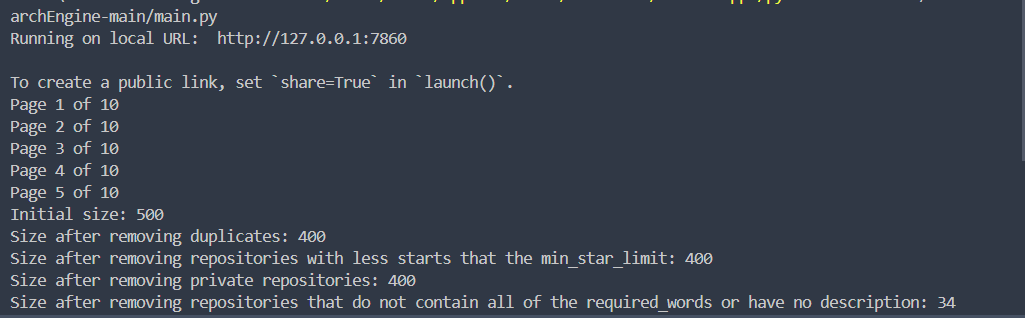 archEngine-main/main.py
Running on local URL:  http://127.0.0.1:7860
To create a public link, set `share=True` in `launch()`.
Page 1 of 10
Page 2 of 10
Page 3 of 10
Page 4 of 10
Page 5 of 10
Initial size: 500
Size after removing duplicates: 400
Size after removing repositories with less starts that the min_star_limit: 400
Size after removing private repositories: 400
Size after removing repositories that do not contain all of the required_words or have no description: 34